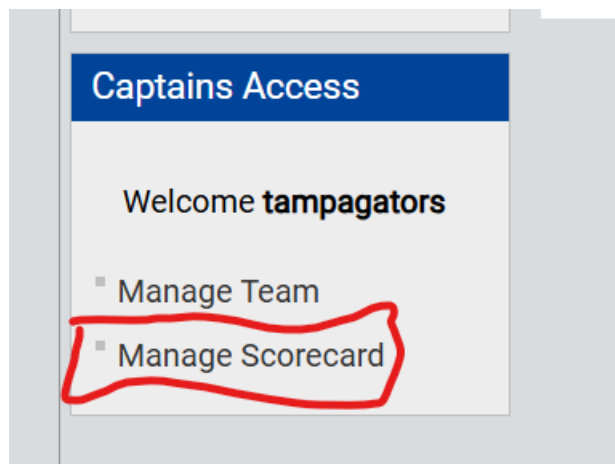 Captains Access
Welcome tampagators
Manage Team
Manage Scorecard